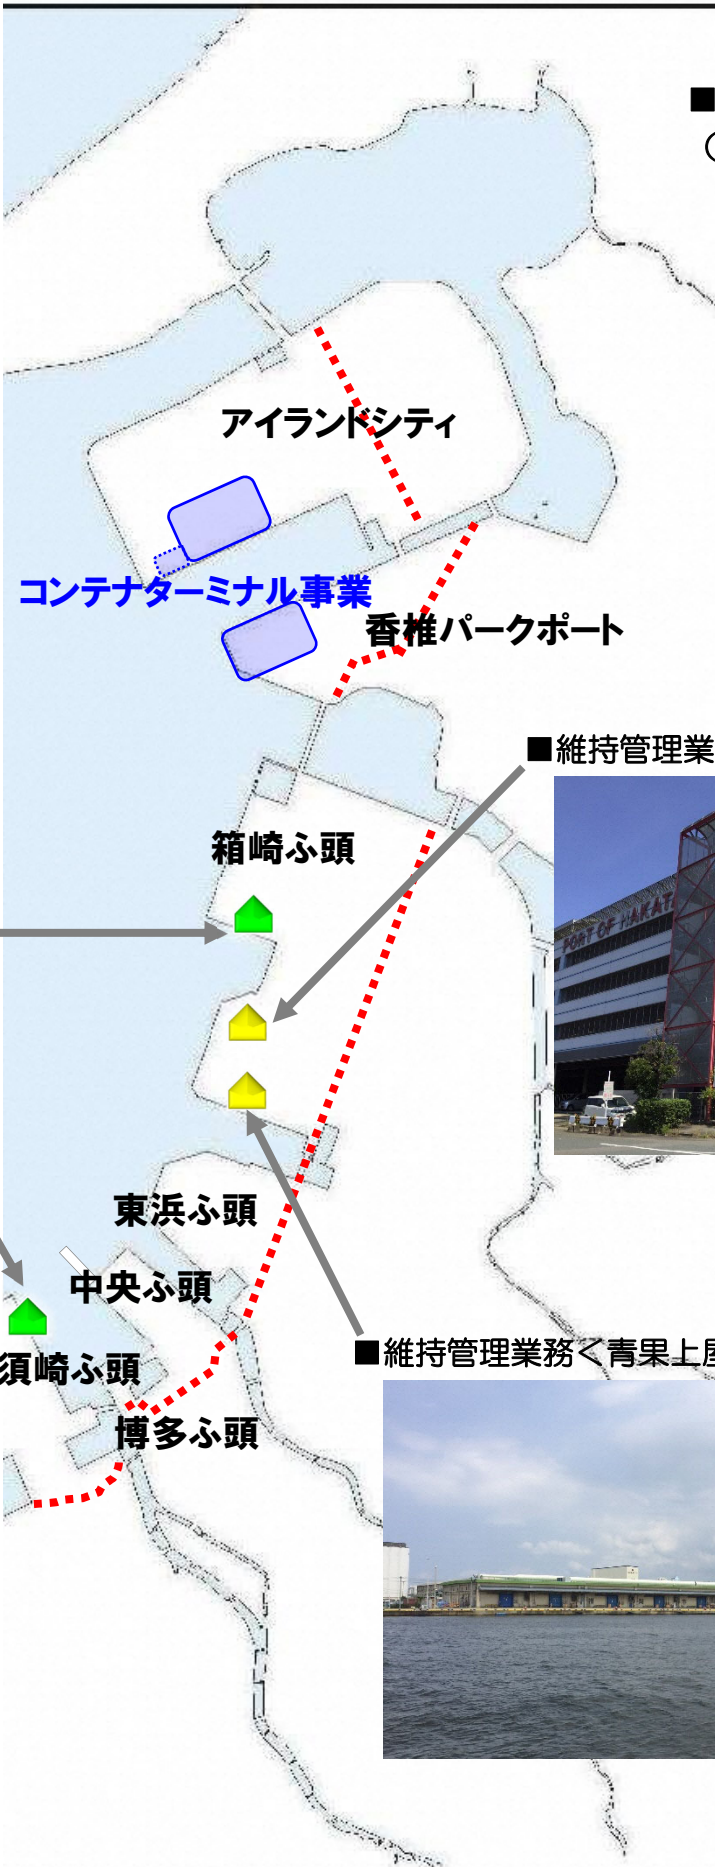 ■
アイランドシティ
コンテナターミナル事業
香椎パークポート
■維持管理業
箱崎ふ頭
PORT OF HAKATA
東浜ふ頭
中央ふ頭
■維持管理業務＜青果上屋
須崎ふ頭
博多ふ頭